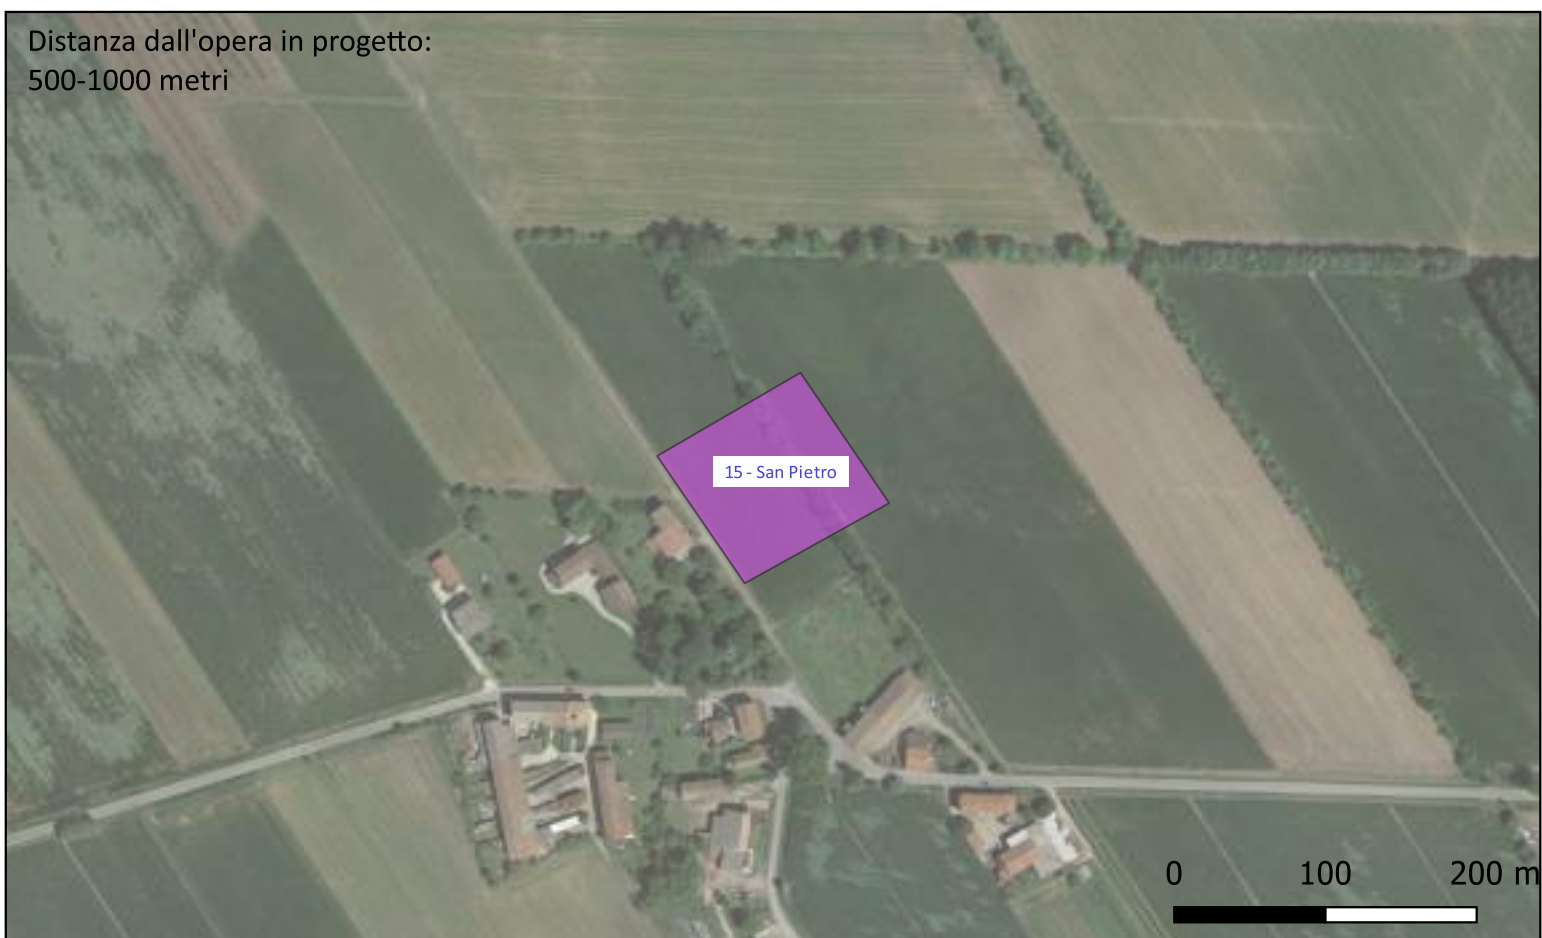 Distanza dall'opera in progetto:
500-1000 metri
15 - San Pietro
0 100 200 m